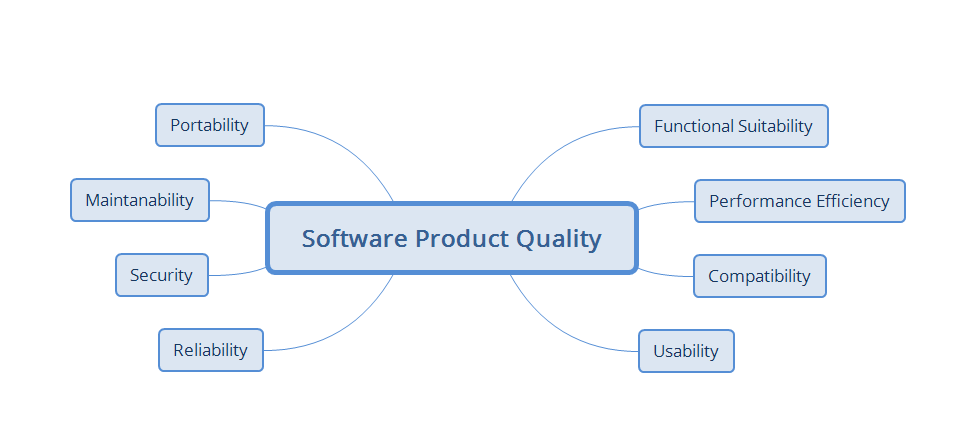 Portability
Functional Suitability
Maintanability
Performance Efficiency
Software Product Quality
Security
Compatibility
Reliability
Usability